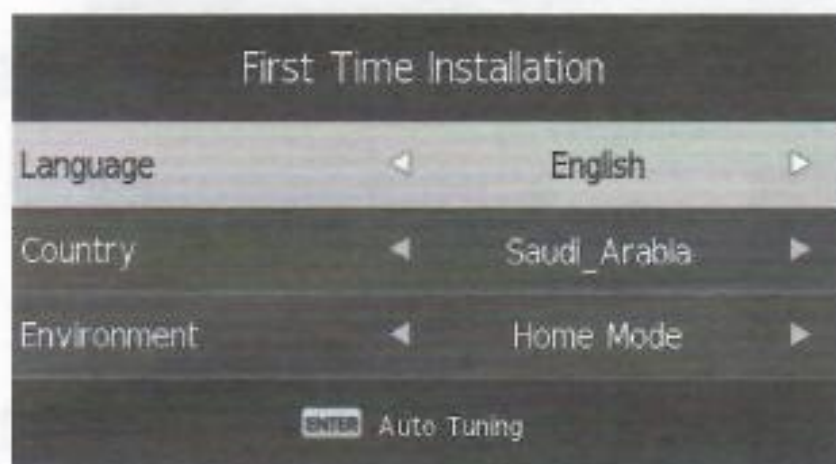 First Time Installation
Language English
Country Saudi_Arabia
Environment Home Mode
ENTER Auto Tuning